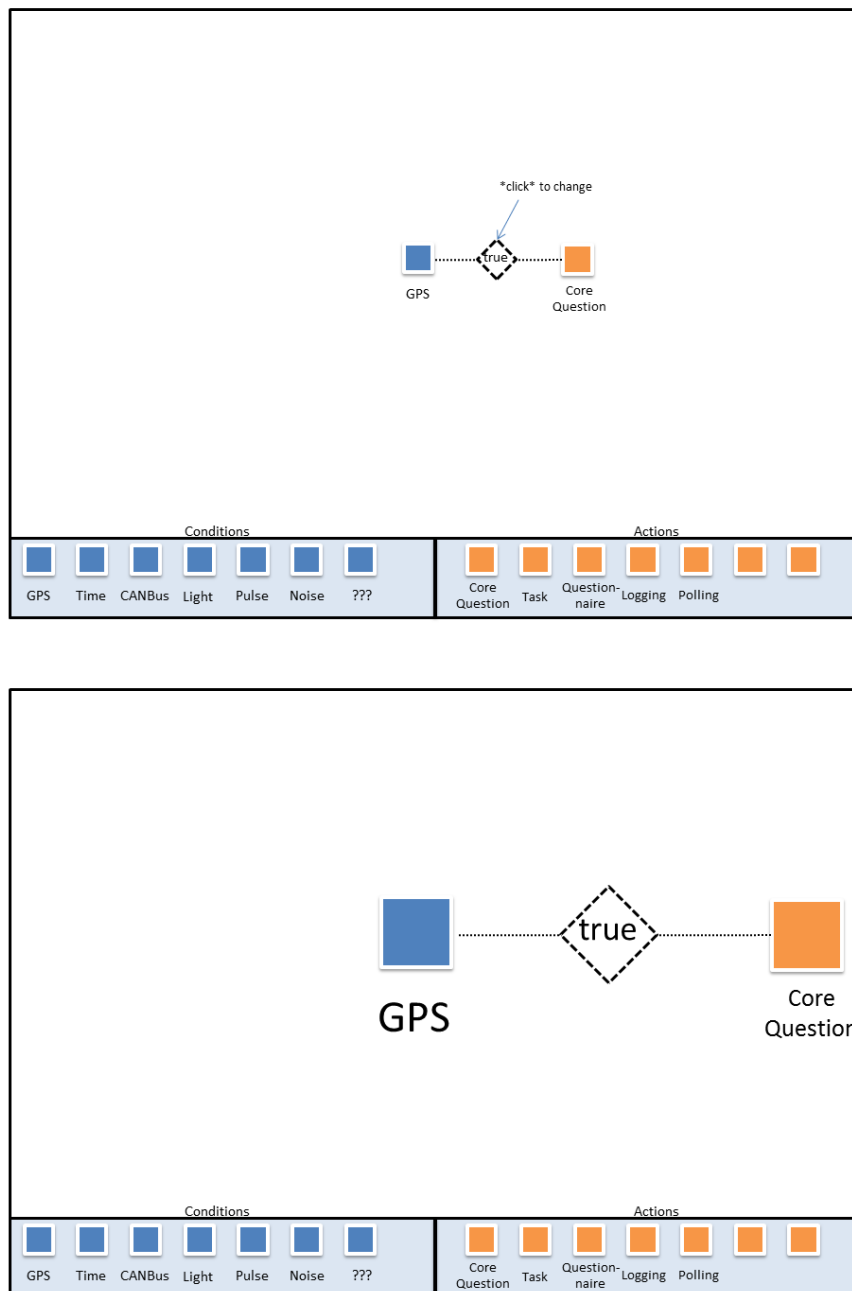 *click* to change
true
GPS
Core
Question
Conditions
Actions
GPS Time CANBus Light Pulse Noise ???
Core
Question
Task
Question-
naire
Logging
Polling
true
GPS
Core
Question
Conditions
Actions
GPS Time CANBus Light Pulse Noise ???
Core
Question
Task
Question-
naire
Logging
Polling